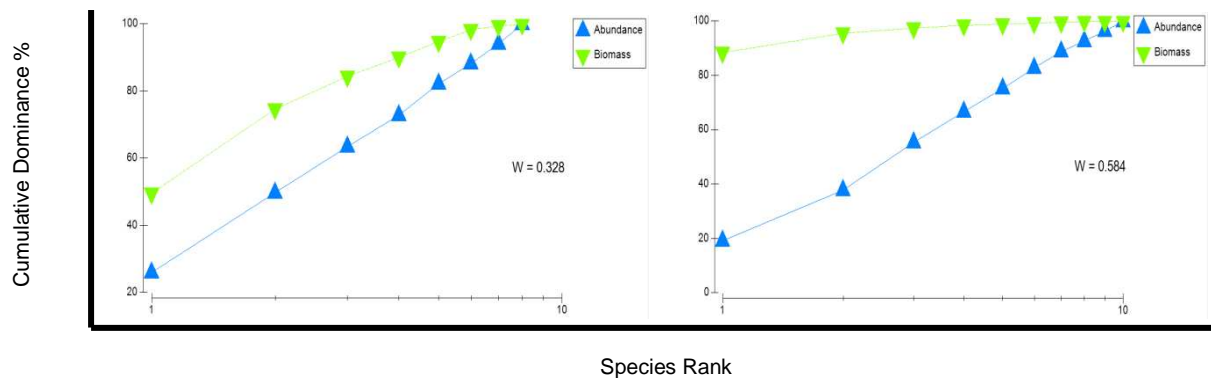 Cumulative Dominance %
100
80
60
40
20
1
10
Abundance
Biomass
W = 0.328
100
80
60
40
20
0
1
10
Abundance
Biomass
W = 0.584
Species Rank